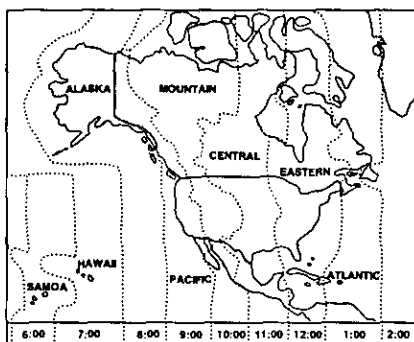 ALASKA
MOUNTAIN
CENTRAL
EASTERN
HAWAII
SAMOA
PACIFIC
ATLANTIC
6:00 7:00 8:00 9:00 10:00 11:00 12:00 1:00 2:00